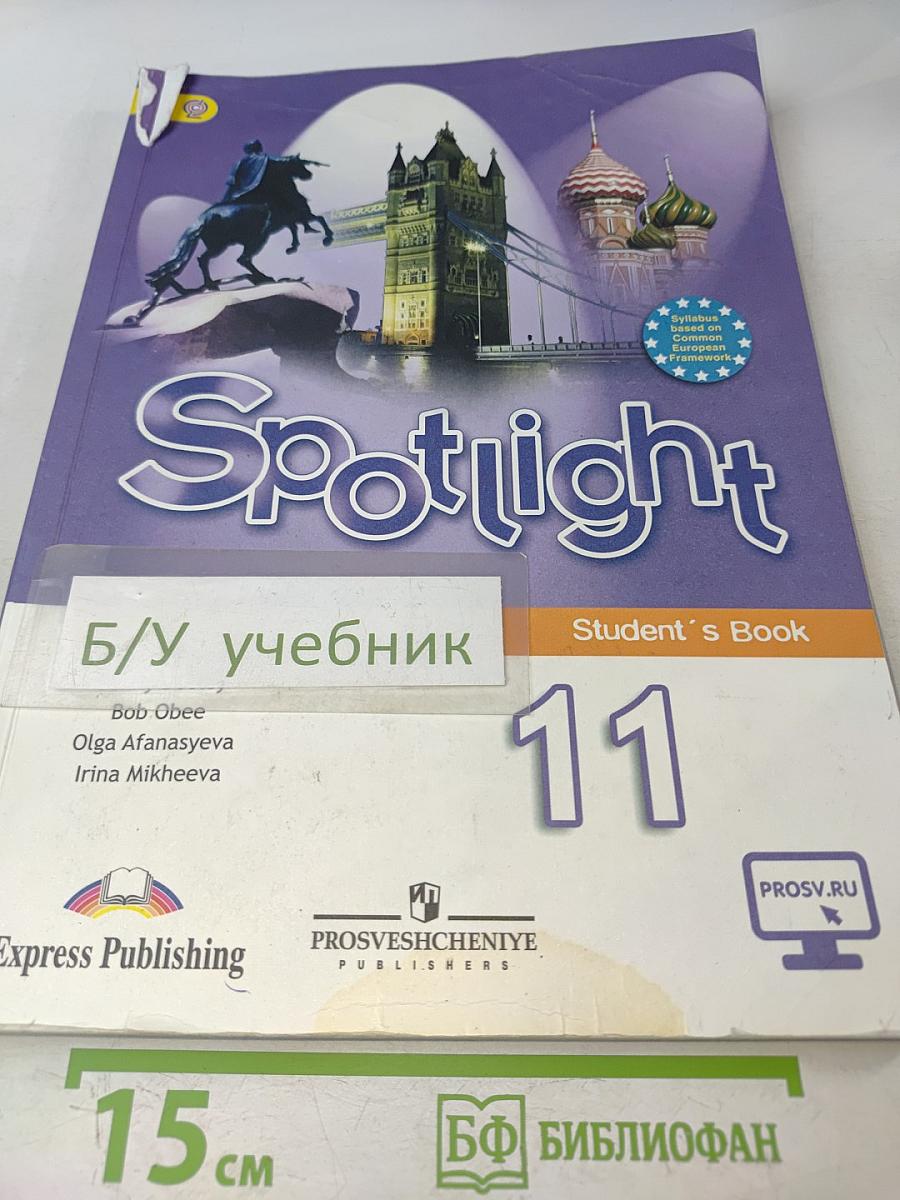 Syllabus
based on
Common
European
Framework
Spotlight
Student´s Book
Б/У учебник
Bob Obee
Olga Afanasyeva
Irina Mikheeva
11
PROSV.RU
Express Publishing
ИП
PROSVESHCHENIYE
PUBLISHERS
15 см
БФ БИБЛИОФАН